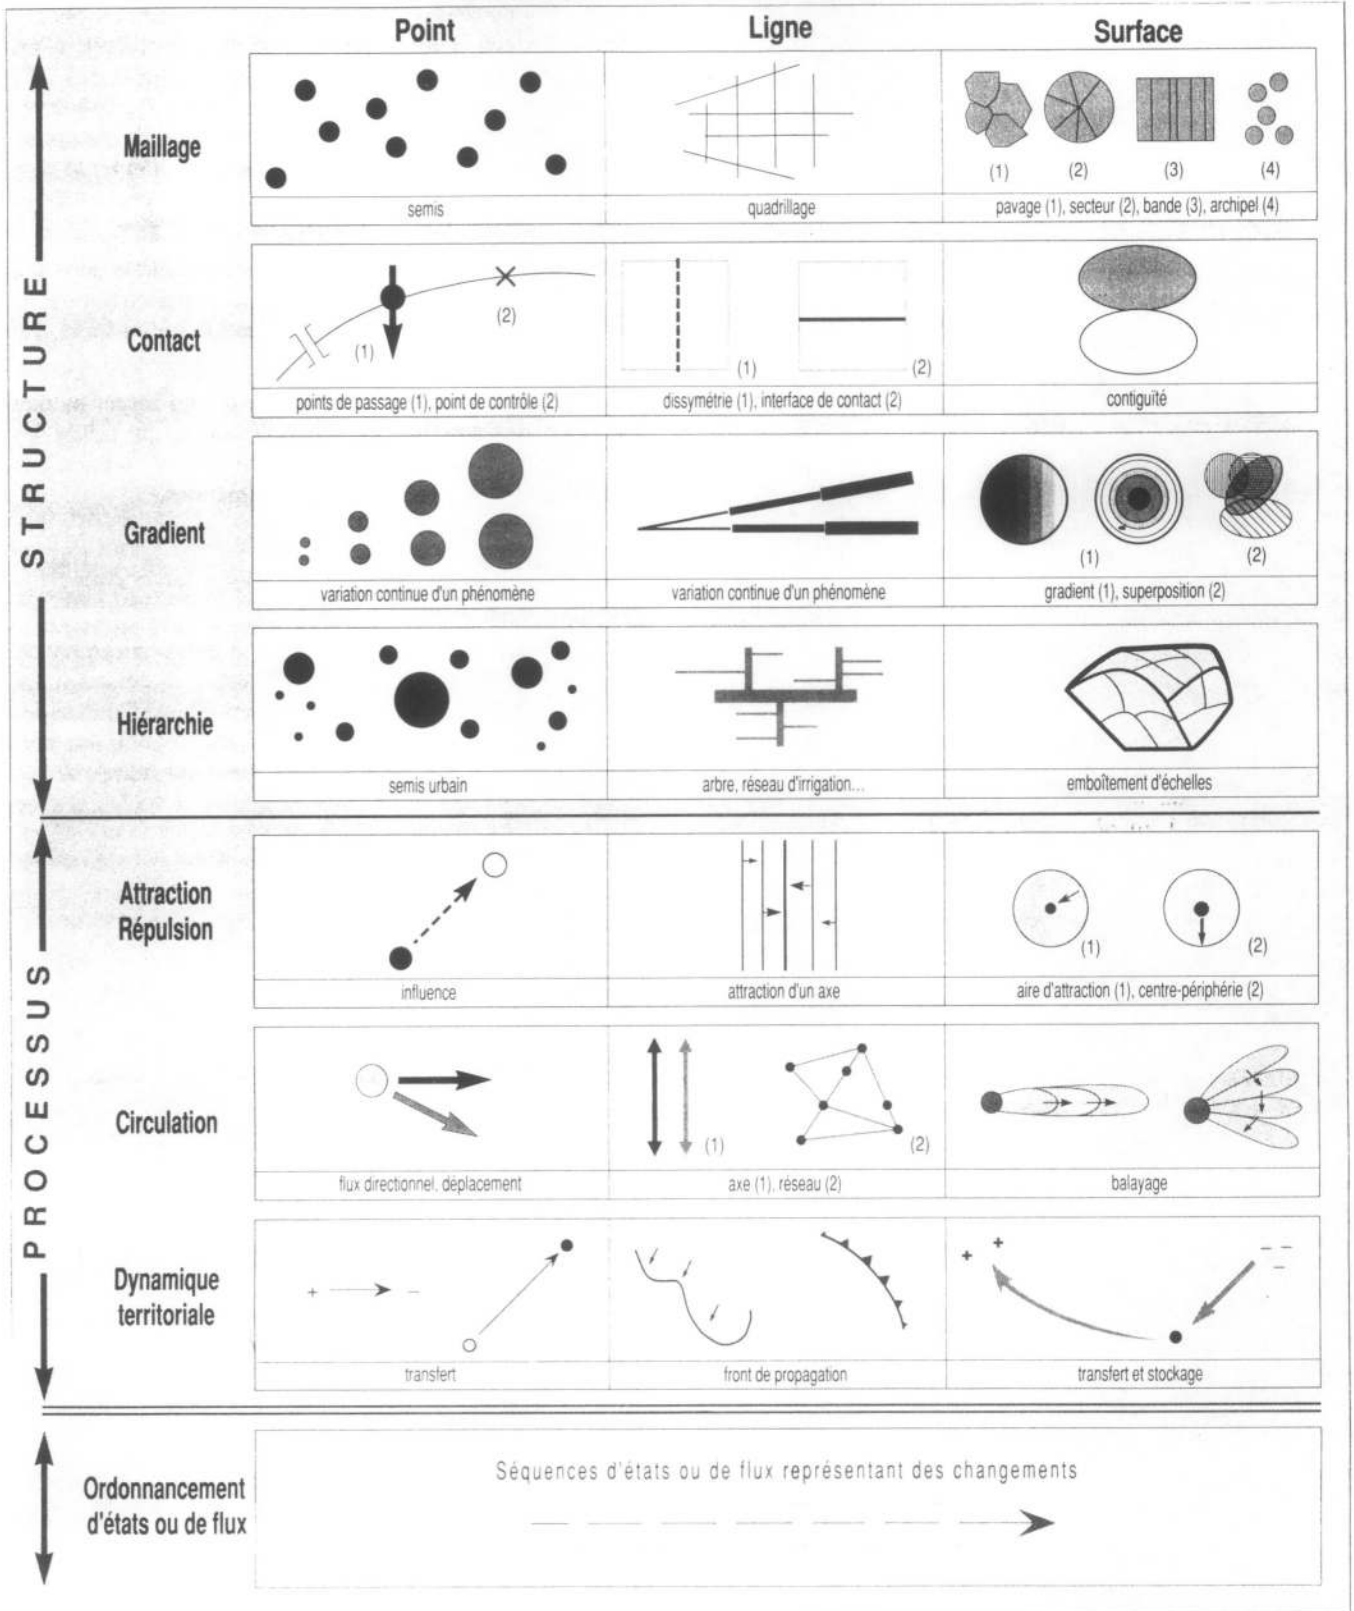 Point Ligne Surface
STRUCTURE
Maillage
(1) (2) (3) (4)
semis
quadrillage
pavage (1), secteur (2), bande (3), archipel (4)
Contact
(1) (2)
(1) (2)
points de passage (1), point de contrôle (2)
dissymétrie (1), interface de contact (2)
contiguïté
Gradient
(1) (2)
variation continue d'un phénomène
variation continue d'un phénomène
gradient (1), superposition (2)
Hiérarchie
semis urbain
arbre, réseau d'irrigation...
emboîtement d'échelles
PROCESSUS
Attraction
Répulsion
(1) (2)
influence
attraction d'un axe
aire d'attraction (1), centre-périphérie (2)
Circulation
(1) (2)
flux directionnel, déplacement
axe (1), réseau (2)
balayage
Dynamique
territoriale
+ −
+ + − − −
transfert
front de propagation
transfert et stockage
Ordonnancement
d'états ou de flux
Séquences d'états ou de flux représentant des changements